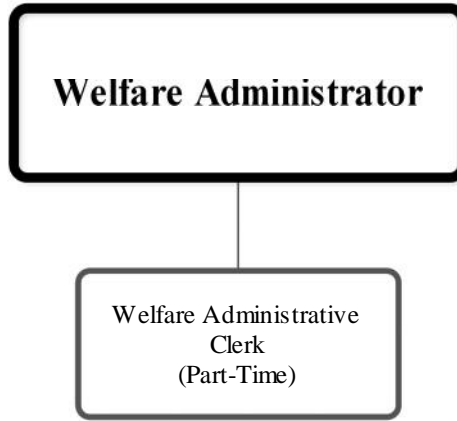 Welfare Administrator
Welfare Administrative
Clerk
(Part-Time)